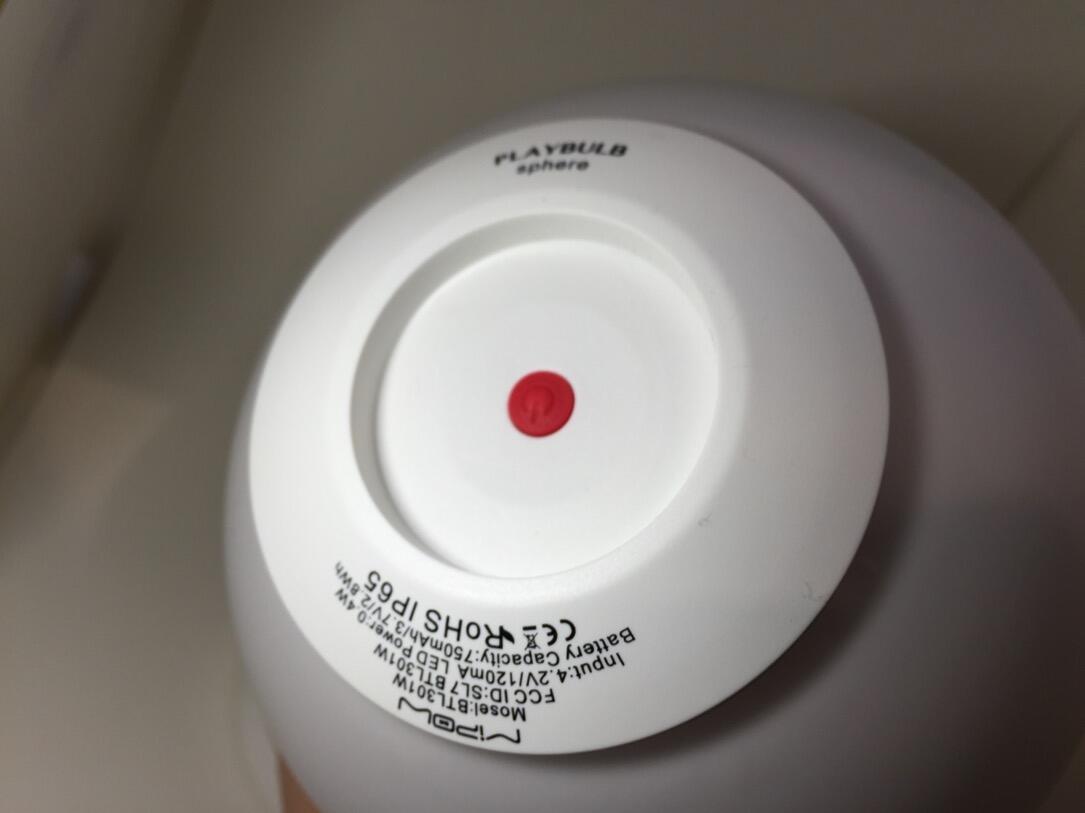 PLAYBULB
sphere
MiPOW
Mosel:BTL301W
FCC ID:SL7 BTL301W
Input:4.2V/120mA LED Power:0.4W
Battery Capacity:750mAh/3.7V/2.8Wh
CE RoHS IP65